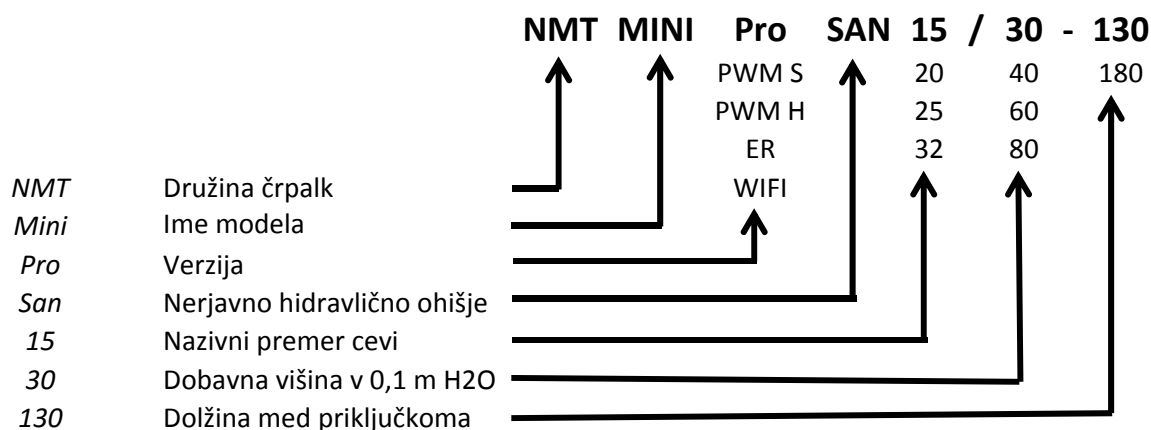 NMT MINI Pro SAN 15 / 30 - 130
PWM S 20 40 180
PWM H 25 60
ER 32 80
NMT Družina črpalk WIFI
Mini Ime modela
Pro Verzija
San Nerjavno hidravlično ohišje
15 Nazivni premer cevi
30 Dobavna višina v 0,1 m H2O
130 Dolžina med priključkoma